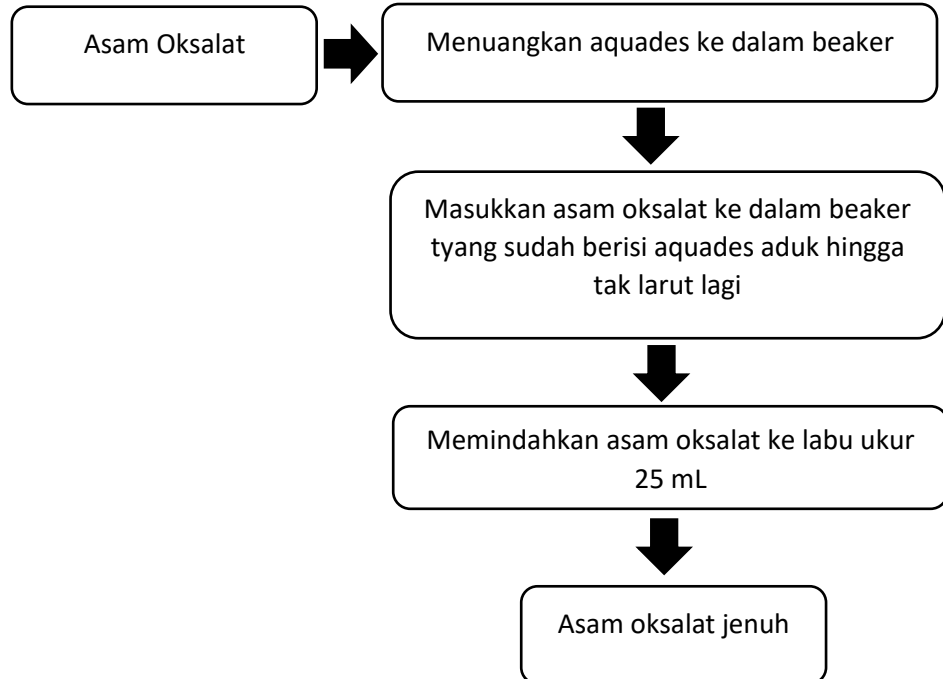 Asam Oksalat
Menuangkan aquades ke dalam beaker
Masukkan asam oksalat ke dalam beaker
tyang sudah berisi aquades aduk hingga
tak larut lagi
Memindahkan asam oksalat ke labu ukur
25 mL
Asam oksalat jenuh